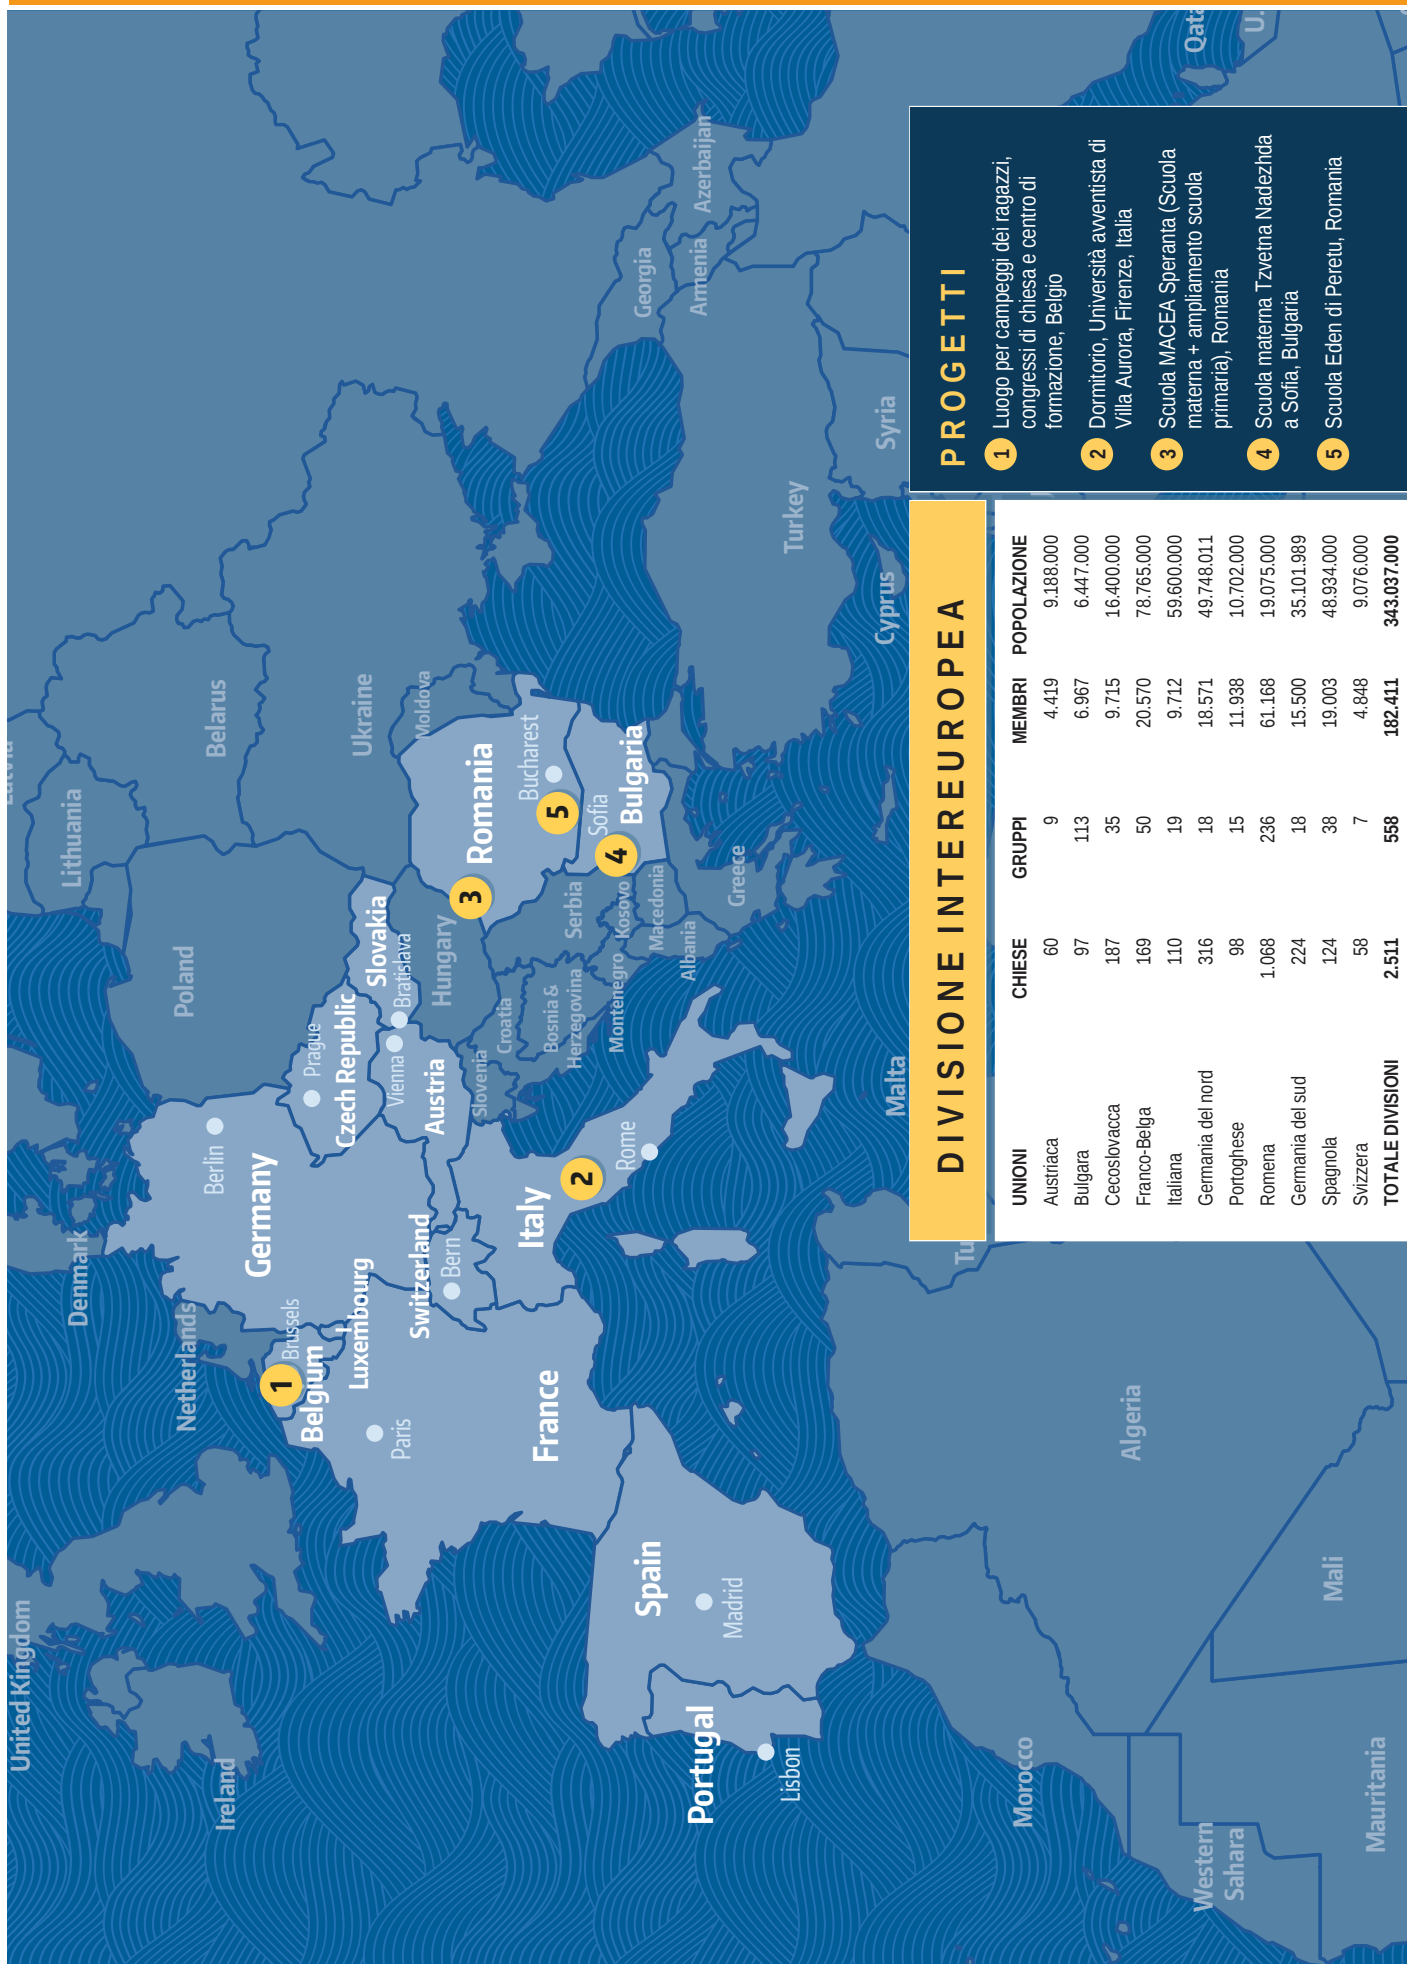 United Kingdom
Ireland
Denmark
Netherlands
Lithuania
Belarus
Poland
Ukraine
Moldova
Germany
Berlin
Brussels
Belgium
Luxembourg
Paris
France
Switzerland
Bern
Prague
Czech Republic
Slovakia
Bratislava
Vienna
Austria
Hungary
Slovenia
Croatia
Bosnia &
Herzegovina
Montenegro
Serbia
Kosovo
Macedonia
Albania
Greece
Romania
Bucharest
Sofia
Bulgaria
Italy
Rome
Malta
Spain
Madrid
Portugal
Lisbon
Georgia
Armenia
Azerbaijan
Turkey
Cyprus
Syria
Qata
U.
Tu
Algeria
Morocco
Western
Sahara
Mauritania
Mali
1
2
3
4
5
DIVISIONE INTEREUROPEA
UNIONI CHIESE GRUPPI MEMBRI POPOLAZIONE
Austriaca 60 9 4.419 9.188.000
Bulgara 97 113 6.967 6.447.000
Cecoslovacca 187 35 9.715 16.400.000
Franco-Belga 169 50 20.570 78.765.000
Italiana 110 19 9.712 59.600.000
Germania del nord 316 18 18.571 49.748.011
Portoghese 98 15 11.938 10.702.000
Romena 1.068 236 61.168 19.075.000
Germania del sud 224 18 15.500 35.101.989
Spagnola 124 38 19.003 48.934.000
Svizzera 58 7 4.848 9.076.000
TOTALE DIVISIONI 2.511 558 182.411 343.037.000
PROGETTI
1 Luogo per campeggi dei ragazzi,
congressi di chiesa e centro di
formazione, Belgio
2 Dormitorio, Università avventista di
Villa Aurora, Firenze, Italia
3 Scuola MACEA Speranta (Scuola
materna + ampliamento scuola
primaria), Romania
4 Scuola materna Tzvetna Nadezhda
a Sofia, Bulgaria
5 Scuola Eden di Peretu, Romania